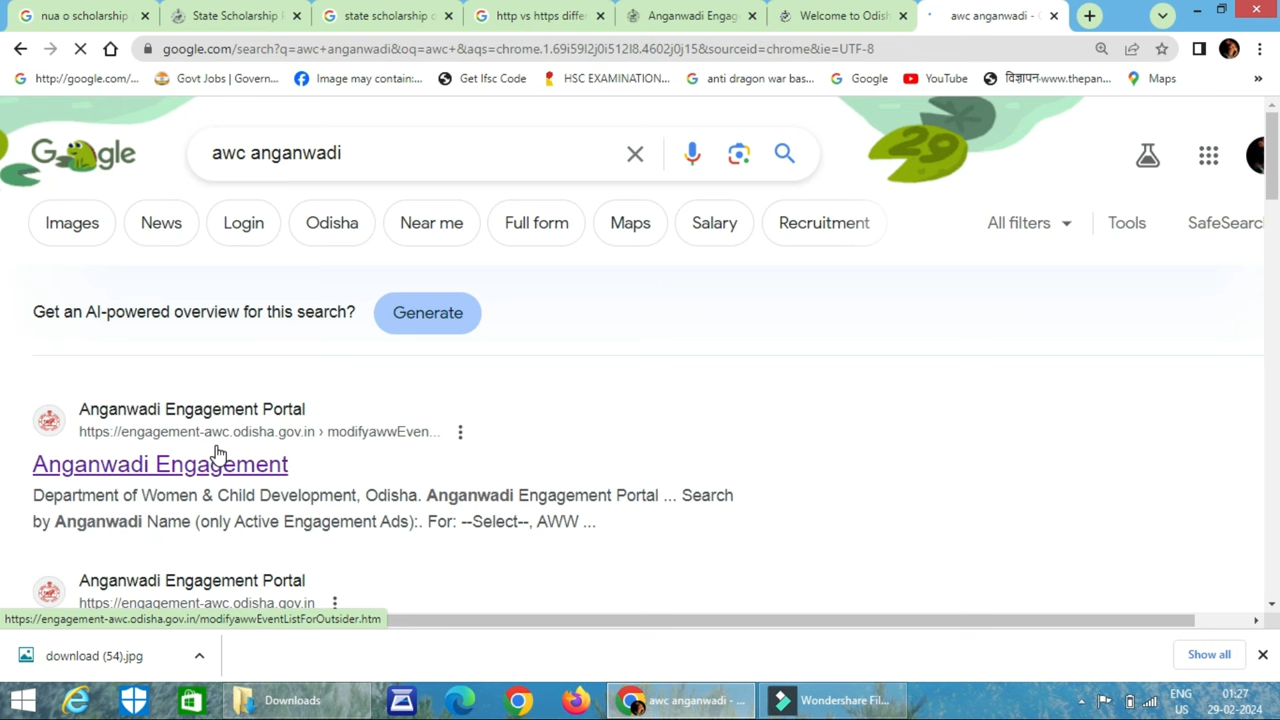 nua o scholarship
State Scholarship P
state scholarship o
http vs https differ
Anganwadi Engag
Welcome to Odish
awc anganwadi - G
google.com/search?q=awc+anganwadi&oq=awc+&aqs=chrome.1.69i59l2j0i512l8.4602j0j15&sourceid=chrome&ie=UTF-8
http://google.com/...
Govt Jobs | Govern...
Image may contain:...
Get Ifsc Code
HSC EXAMINATION...
anti dragon war bas...
Google
YouTube
विज्ञापन-www.thepan...
Maps
»
Google
29
awc anganwadi
Images
News
Login
Odisha
Near me
Full form
Maps
Salary
Recruitment
All filters
Tools
SafeSearc
Get an AI-powered overview for this search?
Generate
Anganwadi Engagement Portal
https://engagement-awc.odisha.gov.in › modifyawwEven...
Anganwadi Engagement
Department of Women & Child Development, Odisha. Anganwadi Engagement Portal ... Search
by Anganwadi Name (only Active Engagement Ads):. For: --Select--, AWW ...
Anganwadi Engagement Portal
https://engagement-awc.odisha.gov.in
https://engagement-awc.odisha.gov.in/modifyawwEventListForOutsider.htm
download (54).jpg
Show all
Downloads
awc anganwadi - ...
Wondershare Fil...
ENG
US
01:27
29-02-2024